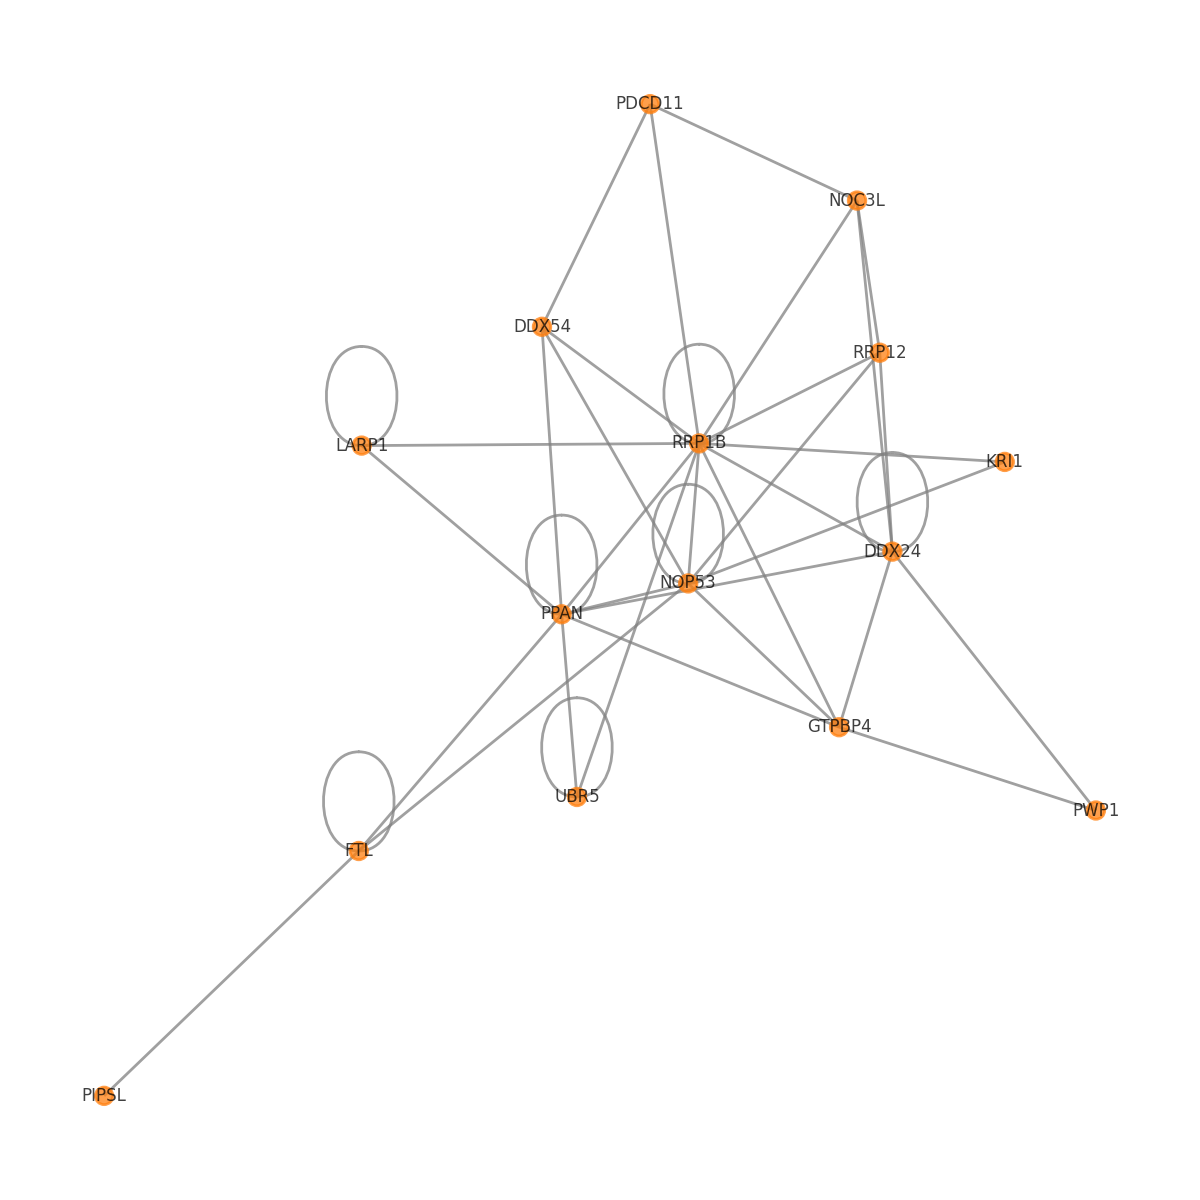 PDCD11
NOC3L
DDX54
RRP12
LARP1
RRP1B
KRI1
DDX24
NOP53
PPAN
GTPBP4
UBR5
PWP1
FTL
PIPSL